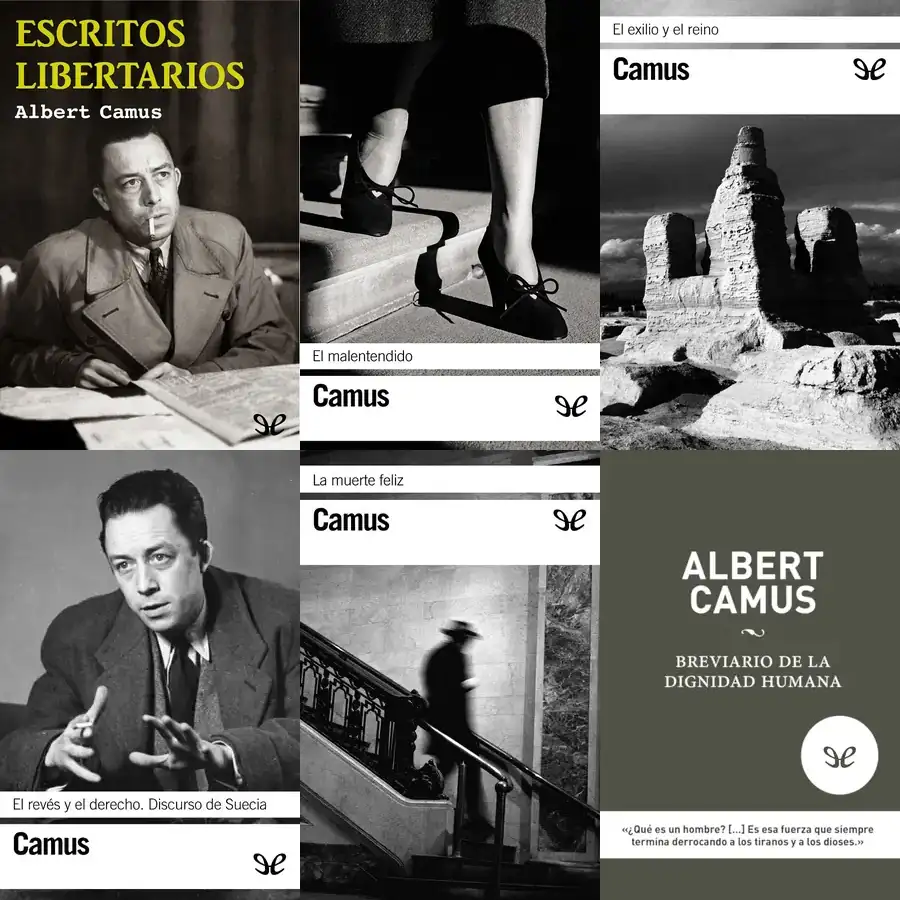 ESCRITOS
LIBERTARIOS
Albert Camus
El malentendido
Camus
El exilio y el reino
Camus
El revés y el derecho. Discurso de Suecia
Camus
La muerte feliz
Camus
ALBERT
CAMUS
BREVIARIO DE LA
DIGNIDAD HUMANA
«¿Qué es un hombre? [...] Es esa fuerza que siempre
termina derrocando a los tiranos y a los dioses.»